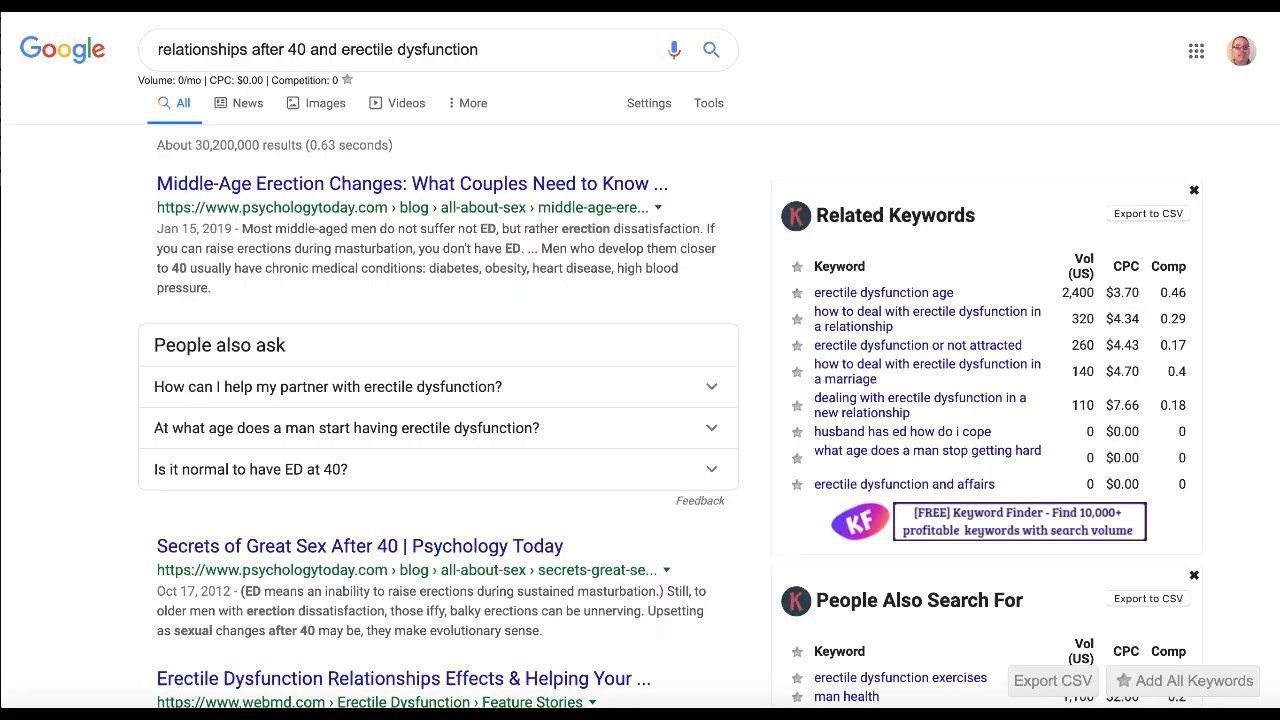 Google
relationships after 40 and erectile dysfunction
Volume: 0/mo | CPC: $0.00 | Competition: 0
All News Images Videos More Settings Tools
About 30,200,000 results (0.63 seconds)
Middle-Age Erection Changes: What Couples Need to Know ...
https://www.psychologytoday.com › blog › all-about-sex › middle-age-ere...
Jan 15, 2019 - Most middle-aged men do not suffer not ED, but rather erection dissatisfaction. If
you can raise erections during masturbation, you don't have ED. ... Men who develop them closer
to 40 usually have chronic medical conditions: diabetes, obesity, heart disease, high blood
pressure.
People also ask
How can I help my partner with erectile dysfunction?
At what age does a man start having erectile dysfunction?
Is it normal to have ED at 40?
Feedback
Secrets of Great Sex After 40 | Psychology Today
https://www.psychologytoday.com › blog › all-about-sex › secrets-great-se...
Oct 17, 2012 - (ED means an inability to raise erections during sustained masturbation.) Still, to
older men with erection dissatisfaction, those iffy, balky erections can be unnerving. Upsetting
as sexual changes after 40 may be, they make evolutionary sense.
Erectile Dysfunction Relationships Effects & Helping Your ...
https://www.webmd.com › Erectile Dysfunction › Feature Stories
K Related Keywords Export to CSV
Keyword Vol (US) CPC Comp
erectile dysfunction age 2,400 $3.70 0.46
how to deal with erectile dysfunction in
a relationship 320 $4.34 0.29
erectile dysfunction or not attracted 260 $4.43 0.17
how to deal with erectile dysfunction in
a marriage 140 $4.70 0.4
dealing with erectile dysfunction in a
new relationship 110 $7.66 0.18
husband has ed how do i cope 0 $0.00 0
what age does a man stop getting hard 0 $0.00 0
erectile dysfunction and affairs 0 $0.00 0
KF [FREE] Keyword Finder - Find 10,000+
profitable keywords with search volume
K People Also Search For Export to CSV
Keyword Vol (US) CPC Comp
erectile dysfunction exercises
man health 1,100 $2.00 0.2
Export CSV Add All Keywords